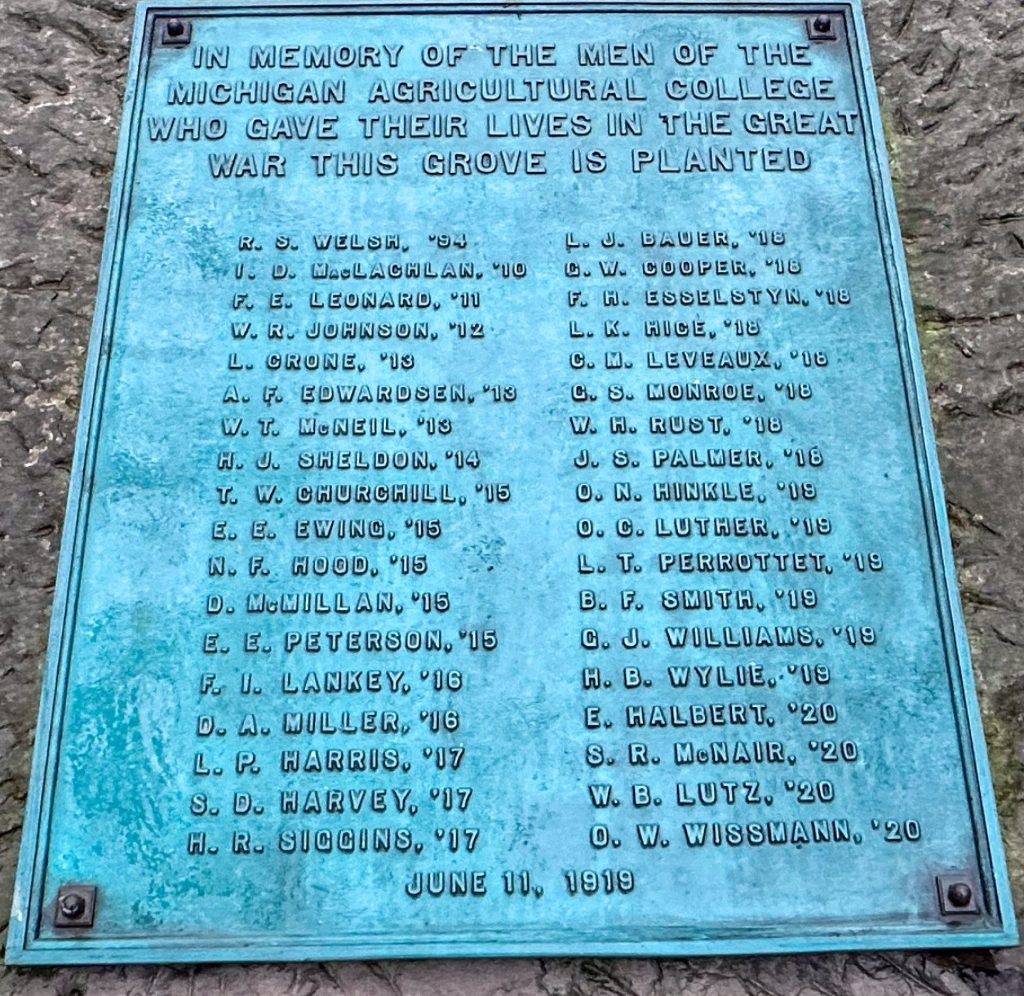 IN MEMORY OF THE MEN OF THE
MICHIGAN AGRICULTURAL COLLEGE
WHO GAVE THEIR LIVES IN THE GREAT
WAR THIS GROVE IS PLANTED
R. S. WELSH, '94
I. D. MacLACHLAN, '10
F. E. LEONARD, '11
W. R. JOHNSON, '12
L. CRONE, '13
A. F. EDWARDSEN, '13
W. T. McNEIL, '13
H. J. SHELDON, '14
T. W. CHURCHILL, '15
E. E. EWING, '15
N. F. HOOD, '15
D. McMILLAN, '15
E. E. PETERSON, '15
F. I. LANKEY, '16
D. A. MILLER, '16
L. P. HARRIS, '17
S. D. HARVEY, '17
H. R. SIGGINS, '17
L. J. BAUER, '18
G. W. COOPER, '18
F. H. ESSELSTYN, '18
L. K. HICE, '18
C. M. LEVEAUX, '18
G. S. MONROE, '18
W. H. RUST, '18
J. S. PALMER, '18
O. N. HINKLE, '19
O. C. LUTHER, '19
L. T. PERROTTET, '19
B. F. SMITH, '19
G. J. WILLIAMS, '19
H. B. WYLIE, '19
E. HALBERT, '20
S. R. McNAIR, '20
W. B. LUTZ, '20
O. W. WISSMANN, '20
JUNE 11, 1919